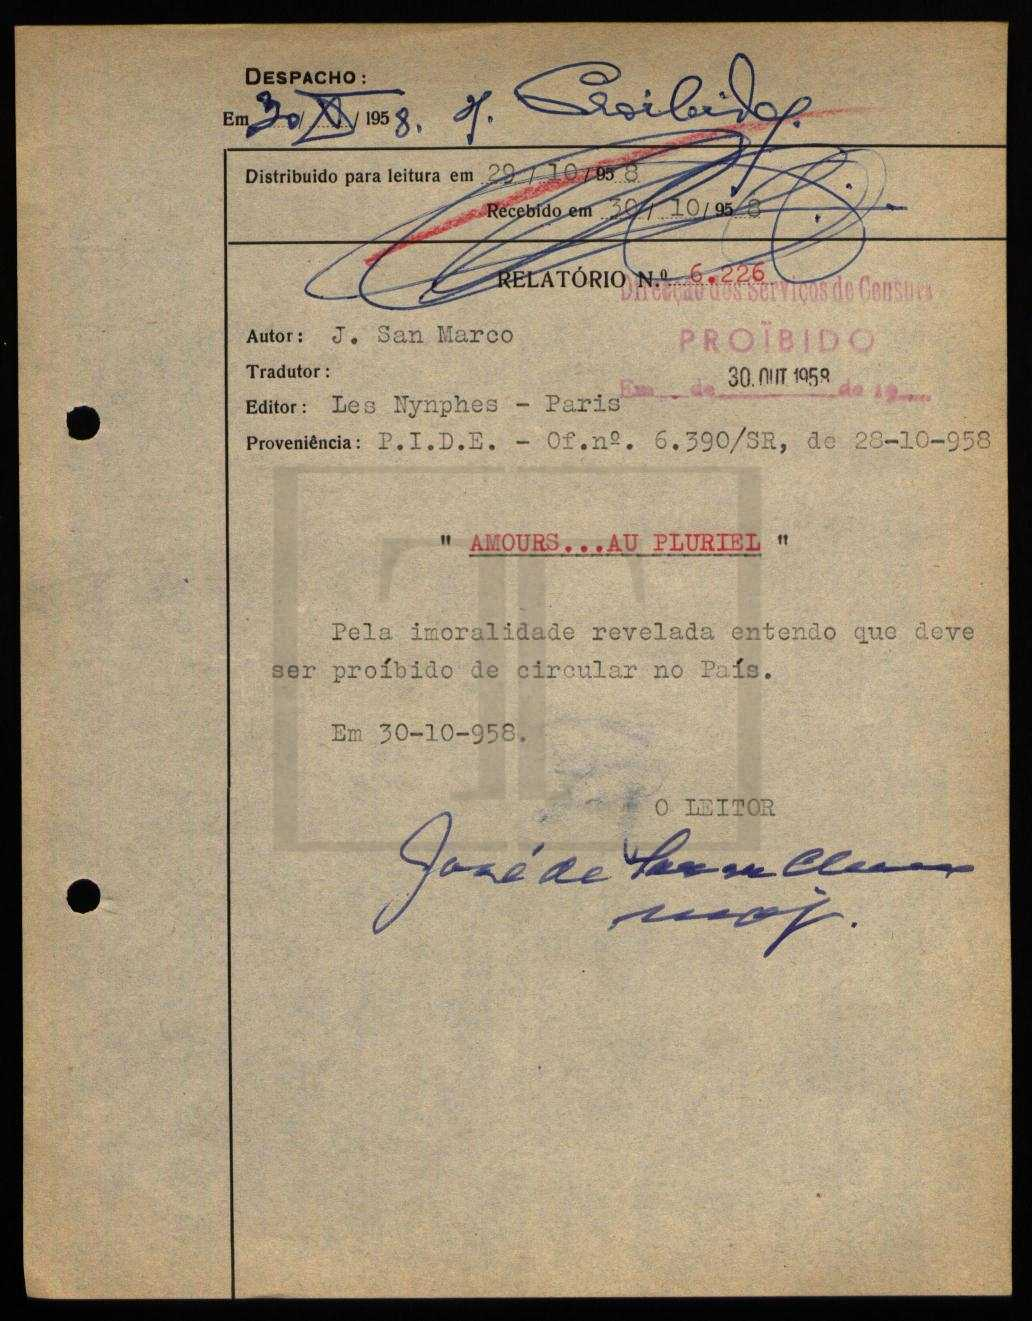 DESPACHO:
Em 30/X/1958. Proibido.
Distribuido para leitura em 29/10/958
Recebido em 30/10/958
RELATÓRIO N.º 6.226
Direcção dos Serviços de Censura
PROÏBIDO
Em de 30.OUT 1958 de 19
Autor: J. San Marco
Tradutor:
Editor: Les Nynphes - Paris
Proveniência: P.I.D.E. - Of.nº. 6.390/SR, de 28-10-958
" AMOURS...AU PLURIEL "
Pela imoralidade revelada entendo que deve
ser proíbido de circular no País.
Em 30-10-958.
O LEITOR
José de
maj.